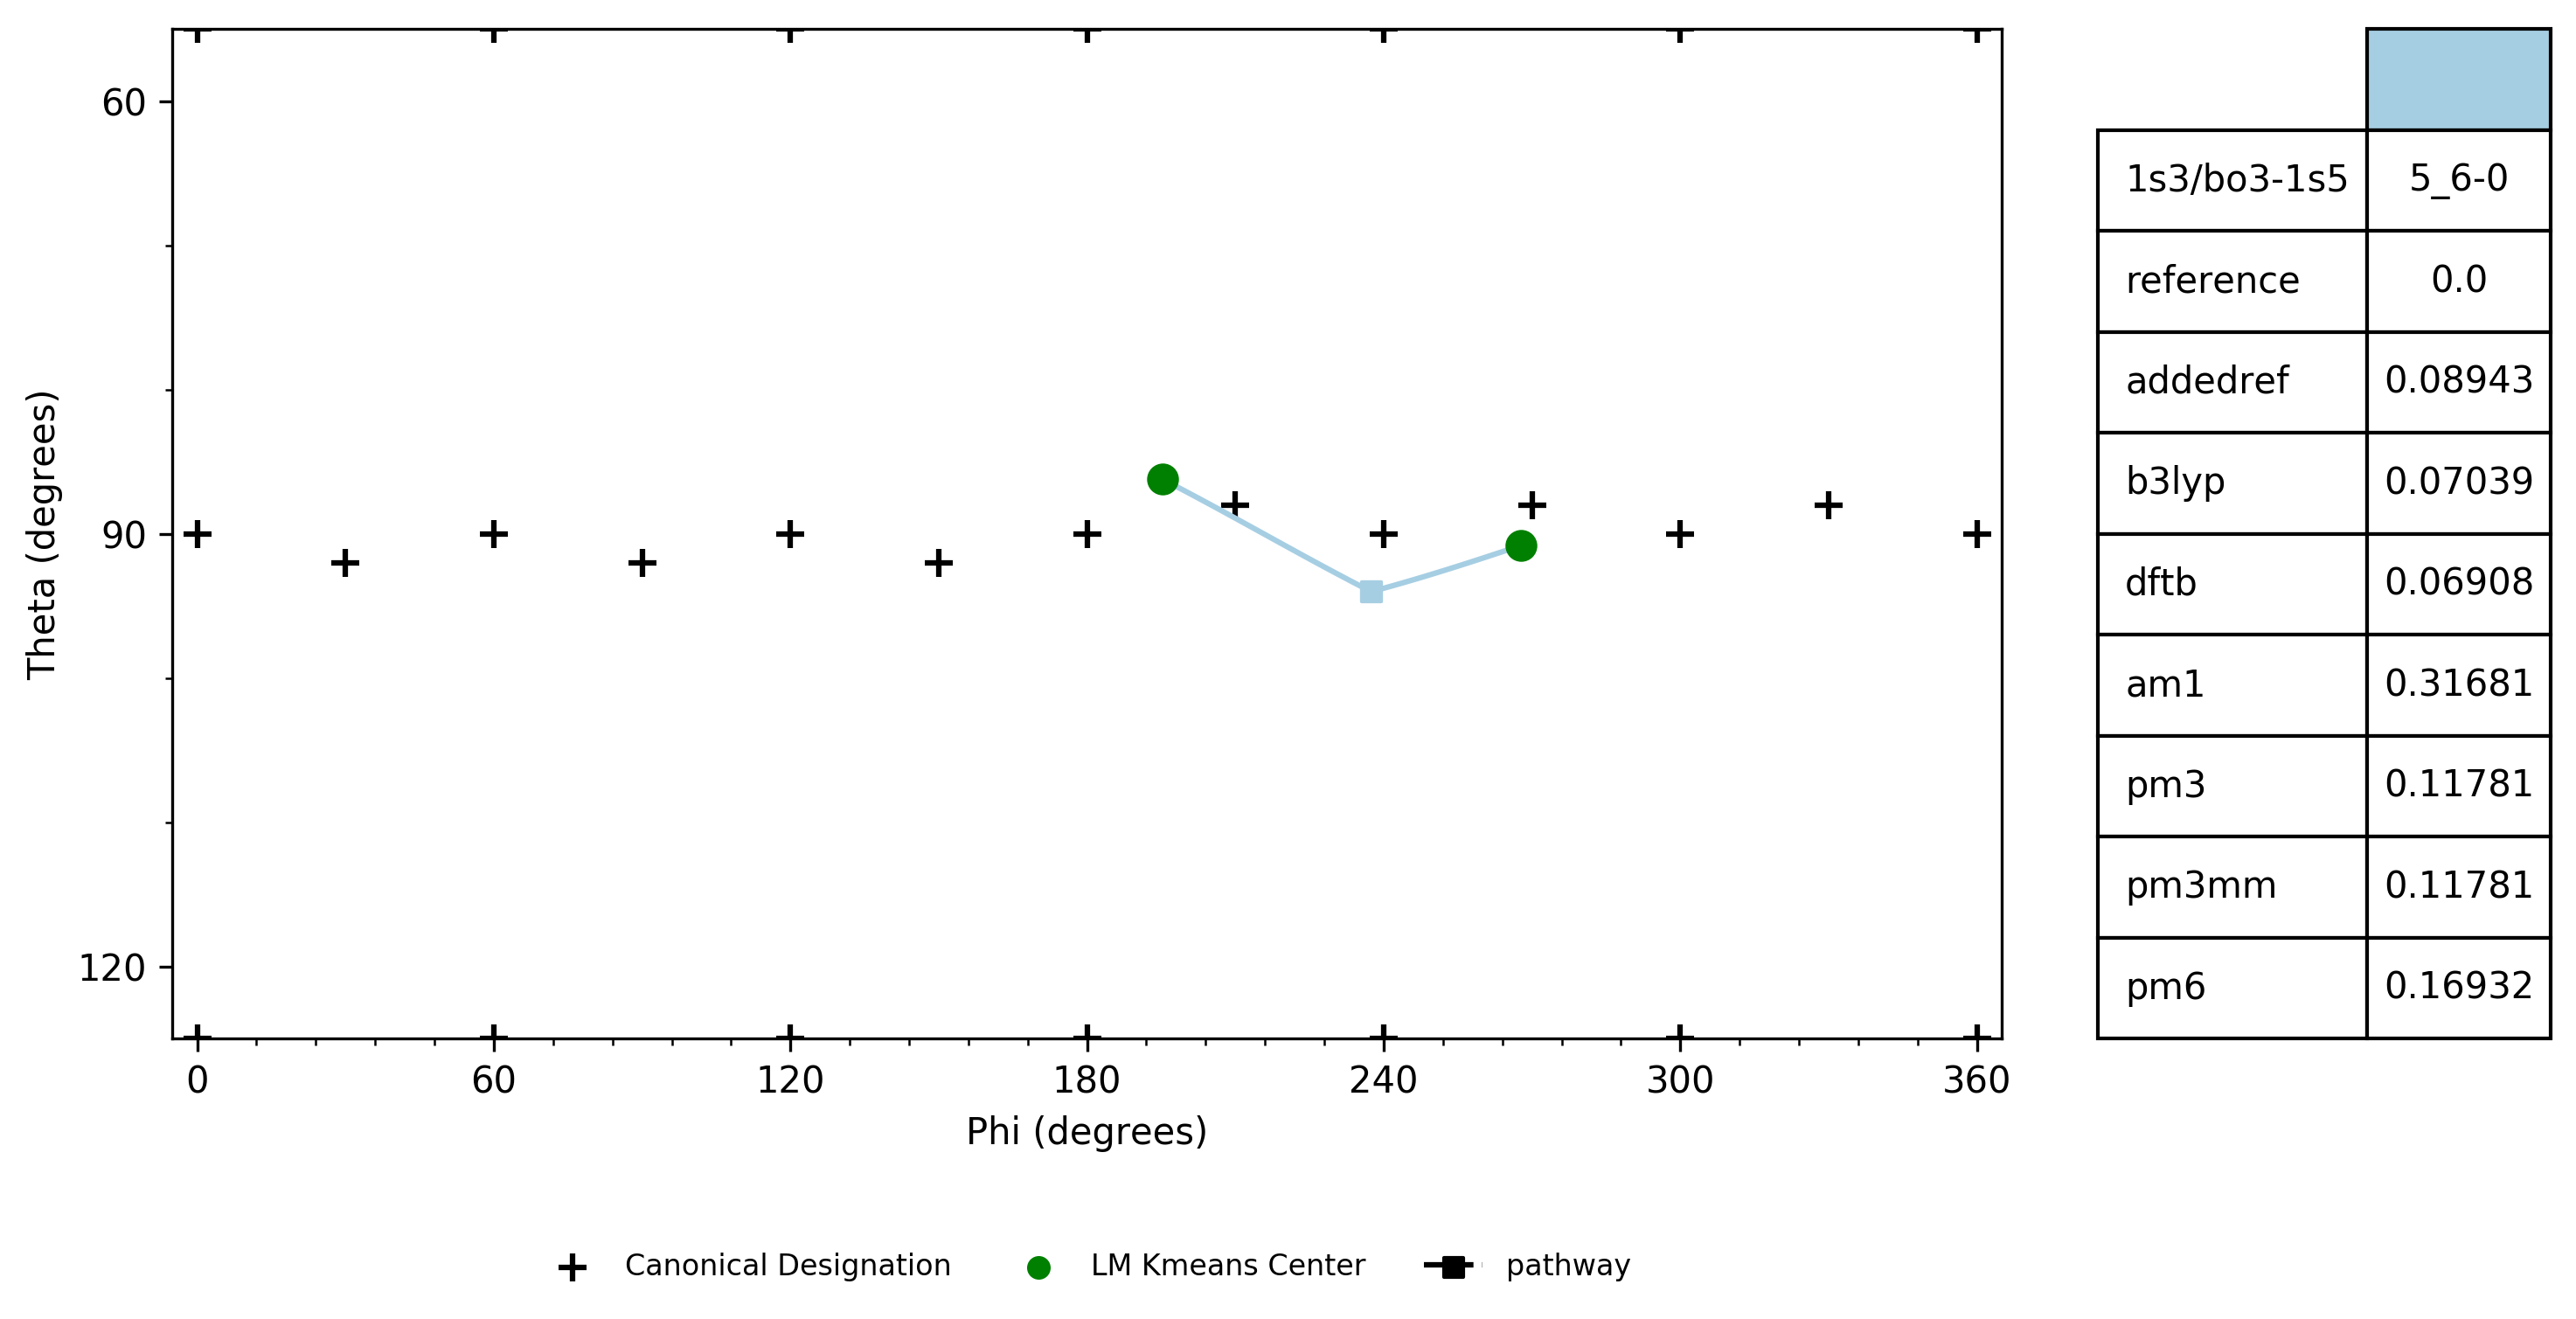 60
90
120
Theta (degrees)
0 60 120 180 240 300 360
Phi (degrees)
Canonical Designation LM Kmeans Center pathway
1s3/bo3-1s5 5_6-0
reference 0.0
addedref 0.08943
b3lyp 0.07039
dftb 0.06908
am1 0.31681
pm3 0.11781
pm3mm 0.11781
pm6 0.16932